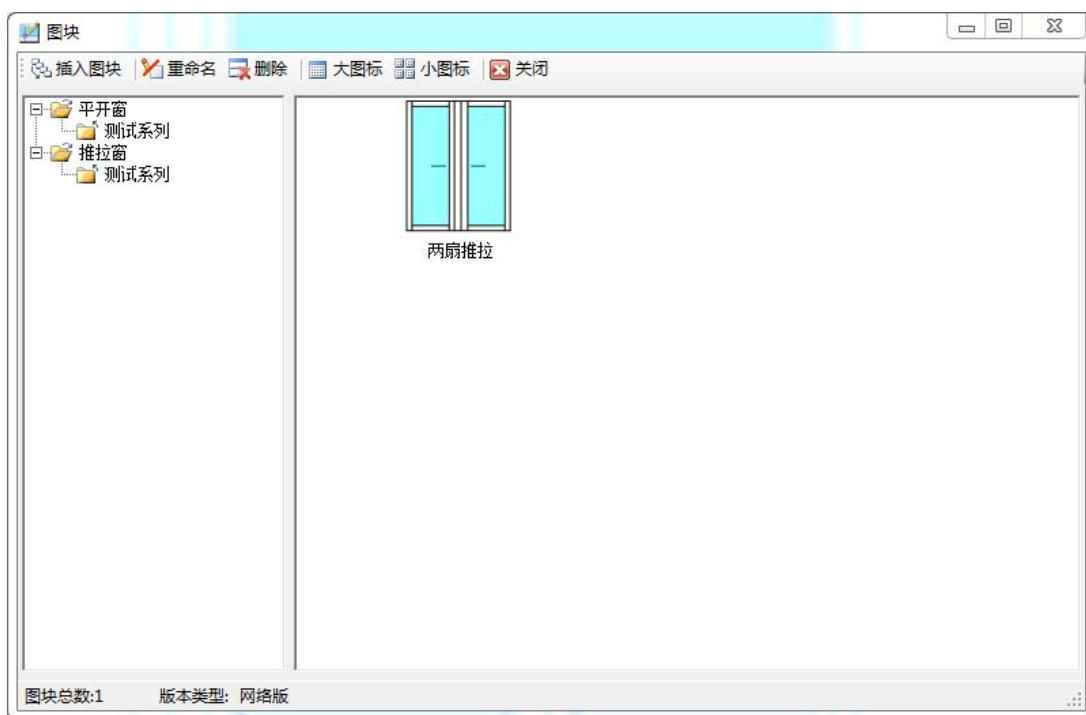 图块
插入图块 重命名 删除 大图标 小图标 关闭
平开窗
测试系列
推拉窗
测试系列
两扇推拉
图块总数:1 版本类型: 网络版